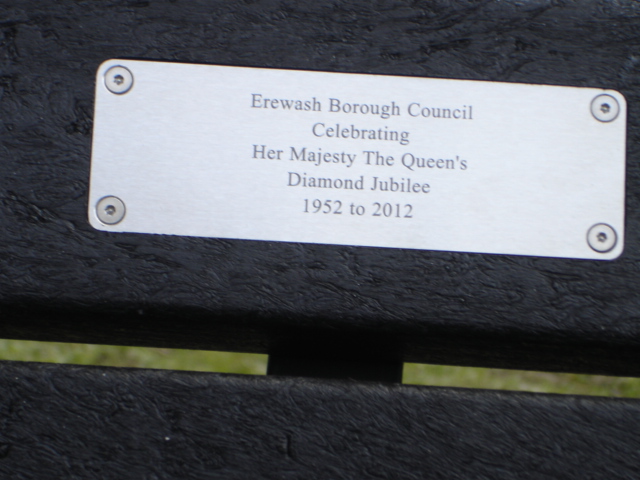 Erewash Borough Council
Celebrating
Her Majesty The Queen's
Diamond Jubilee
1952 to 2012